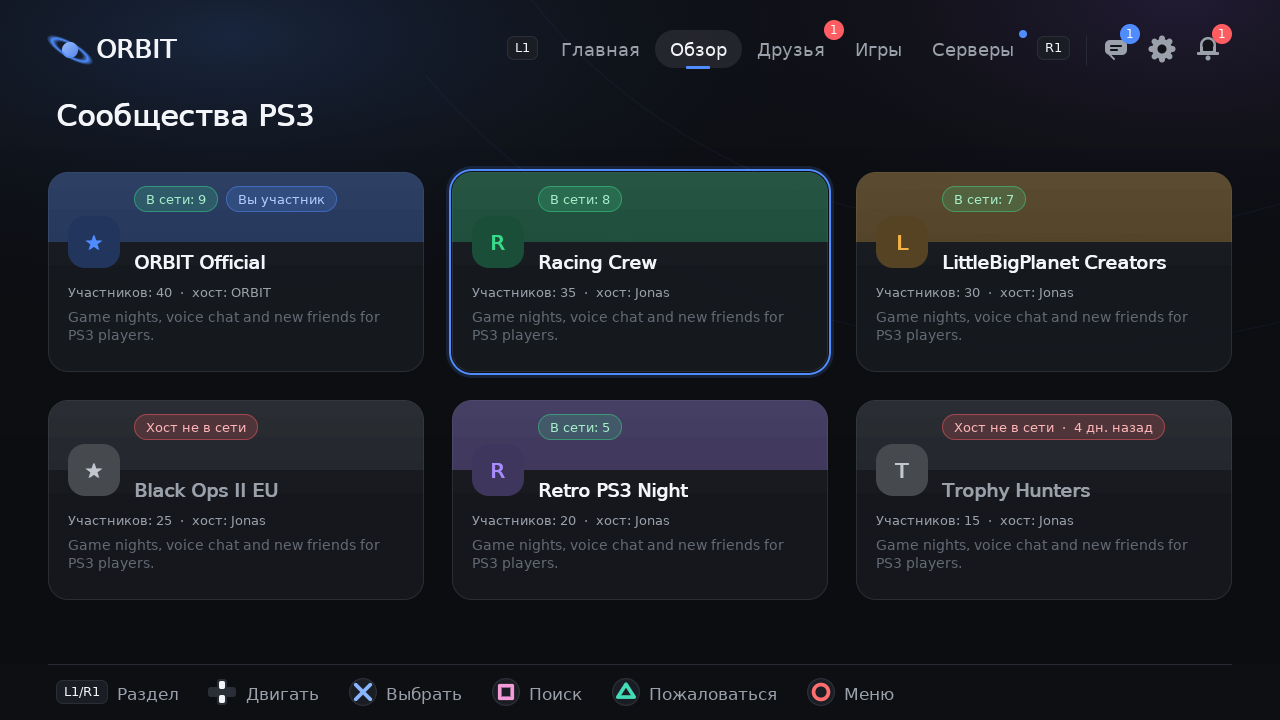 ORBIT
L1 Главная Обзор Друзья 1 Игры Серверы R1 1 1
Сообщества PS3
В сети: 9 Вы участник
ORBIT Official
Участников: 40 · хост: ORBIT
Game nights, voice chat and new friends for
PS3 players.
В сети: 8
R
Racing Crew
Участников: 35 · хост: Jonas
Game nights, voice chat and new friends for
PS3 players.
В сети: 7
L
LittleBigPlanet Creators
Участников: 30 · хост: Jonas
Game nights, voice chat and new friends for
PS3 players.
Хост не в сети
Black Ops II EU
Участников: 25 · хост: Jonas
Game nights, voice chat and new friends for
PS3 players.
В сети: 5
R
Retro PS3 Night
Участников: 20 · хост: Jonas
Game nights, voice chat and new friends for
PS3 players.
Хост не в сети · 4 дн. назад
T
Trophy Hunters
Участников: 15 · хост: Jonas
Game nights, voice chat and new friends for
PS3 players.
L1/R1 Раздел Двигать Выбрать Поиск Пожаловаться Меню